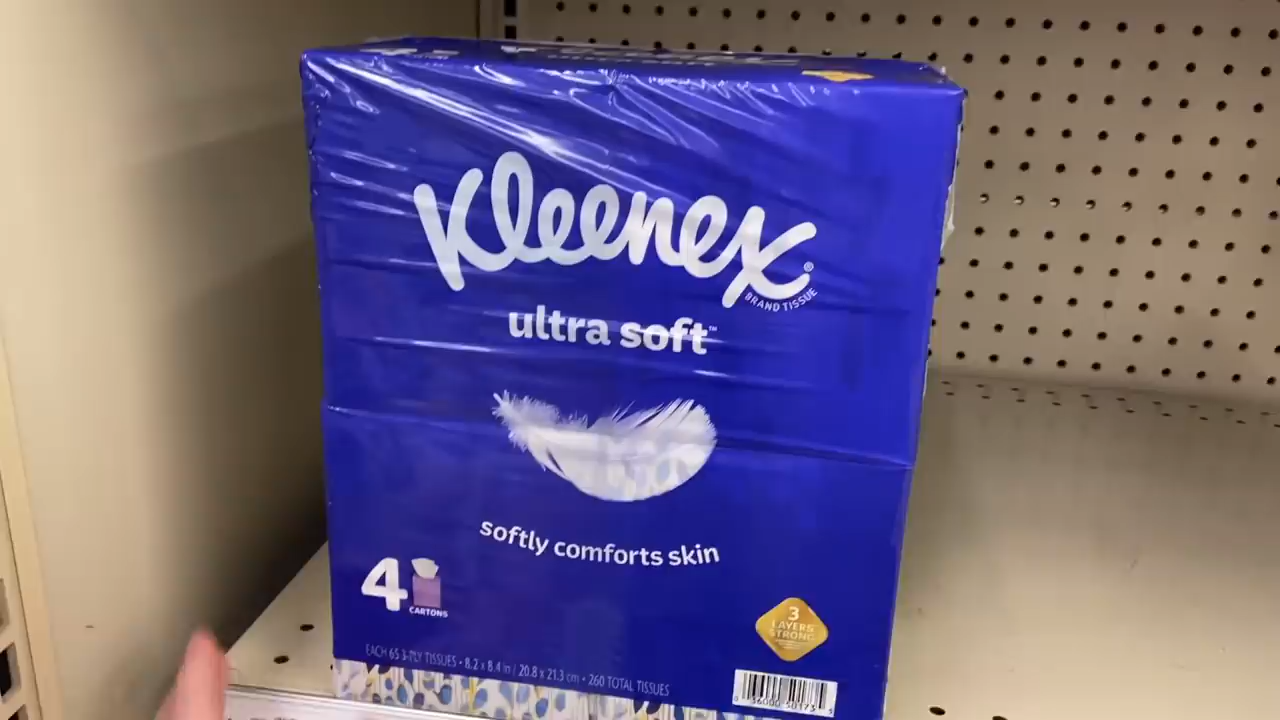 Kleenex®
BRAND TISSUE
ultra soft™
softly comforts skin
4
CARTONS
3
LAYERS
STRONG
EACH 65 3-PLY TISSUES • 8.2 x 8.4 in / 20.8 x 21.3 cm • 260 TOTAL TISSUES